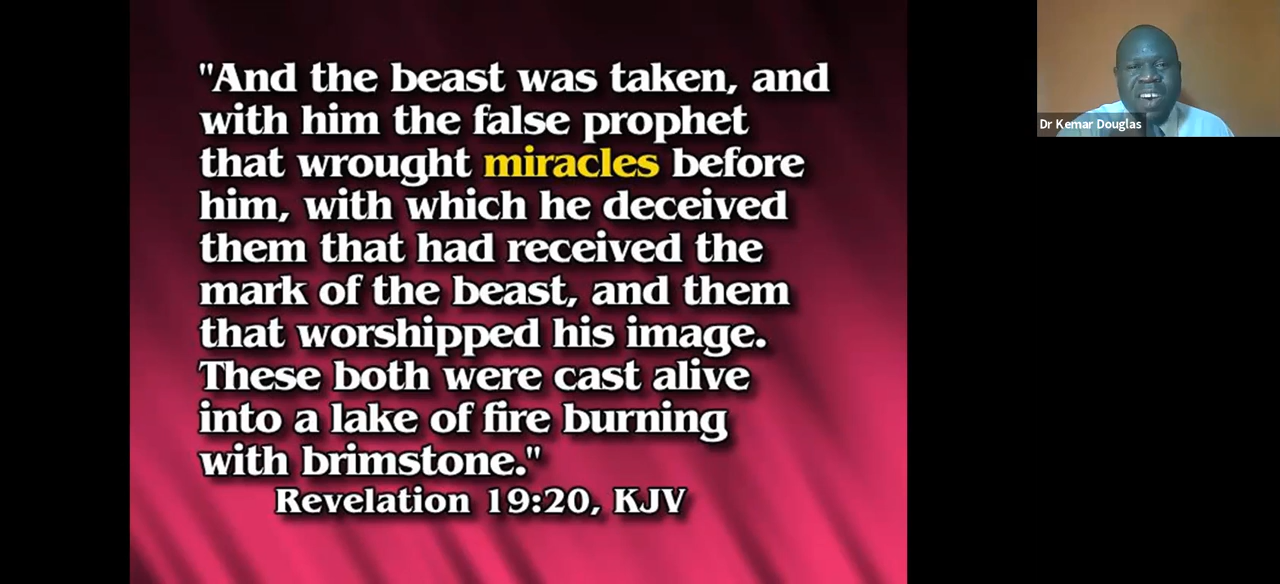 "And the beast was taken, and
with him the false prophet
that wrought miracles before
him, with which he deceived
them that had received the
mark of the beast, and them
that worshipped his image.
These both were cast alive
into a lake of fire burning
with brimstone."
Revelation 19:20, KJV
Dr Kemar Douglas